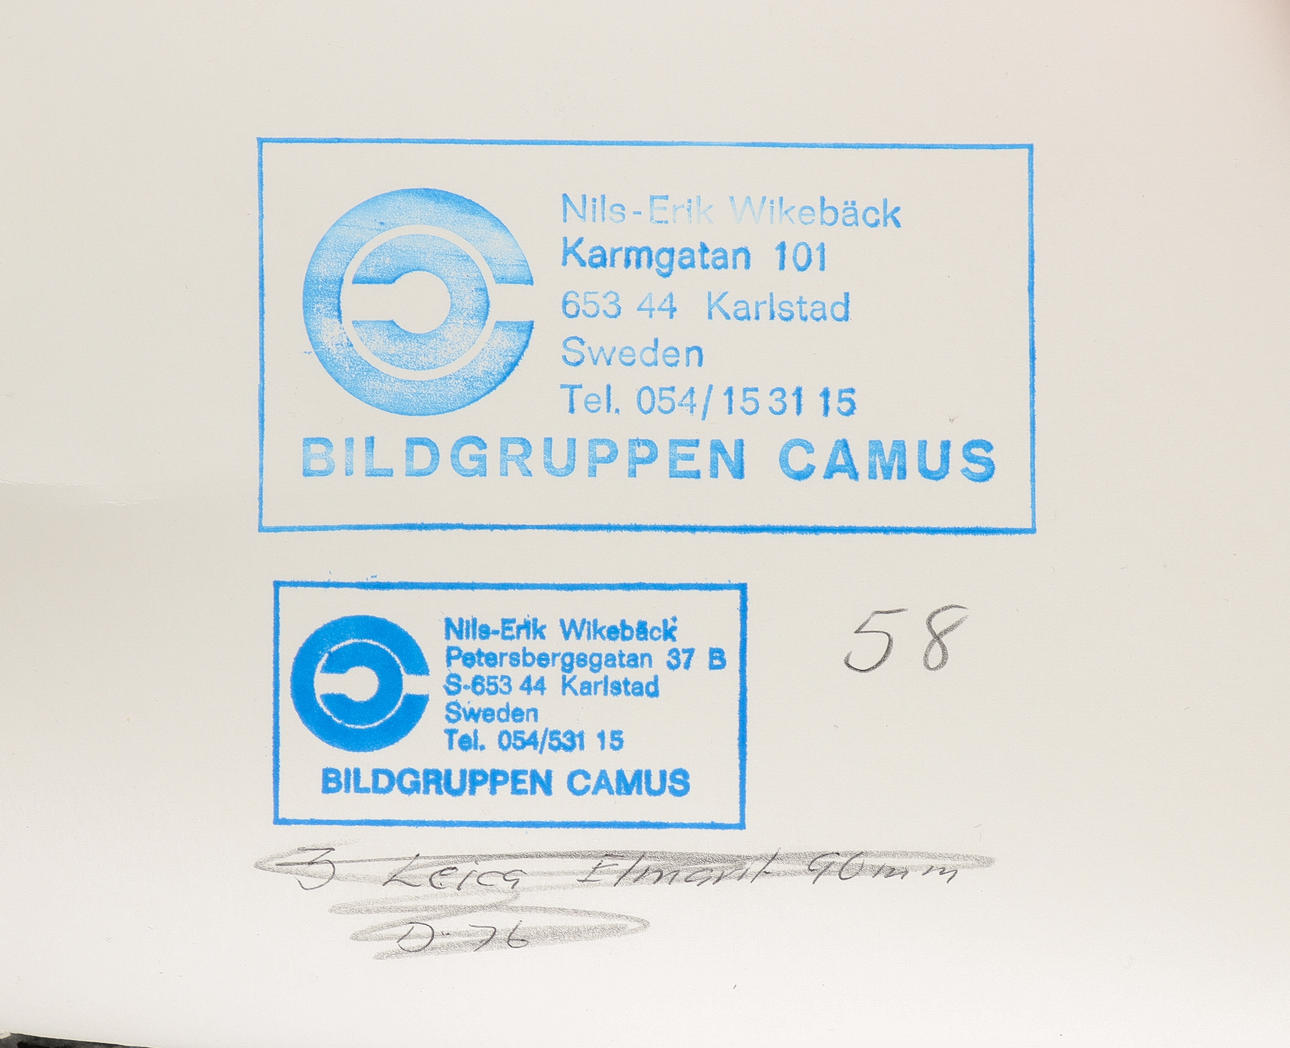 Nils-Erik Wikebäck
Karmgatan 101
653 44 Karlstad
Sweden
Tel. 054/15 31 15
BILDGRUPPEN CAMUS
Nils-Erik Wikebäck
Petersbergsgatan 37 B
S-653 44 Karlstad
Sweden
Tel. 054/531 15
BILDGRUPPEN CAMUS
58
3 Leica Elmarit 90mm
D-76